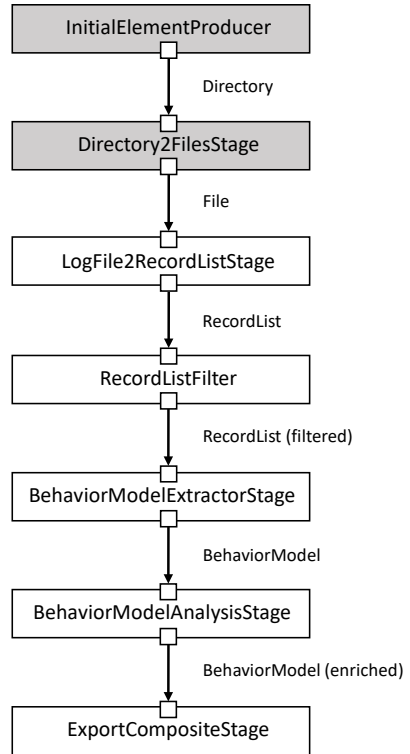 InitialElementProducer
Directory
Directory2FilesStage
File
LogFile2RecordListStage
RecordList
RecordListFilter
RecordList (filtered)
BehaviorModelExtractorStage
BehaviorModel
BehaviorModelAnalysisStage
BehaviorModel (enriched)
ExportCompositeStage